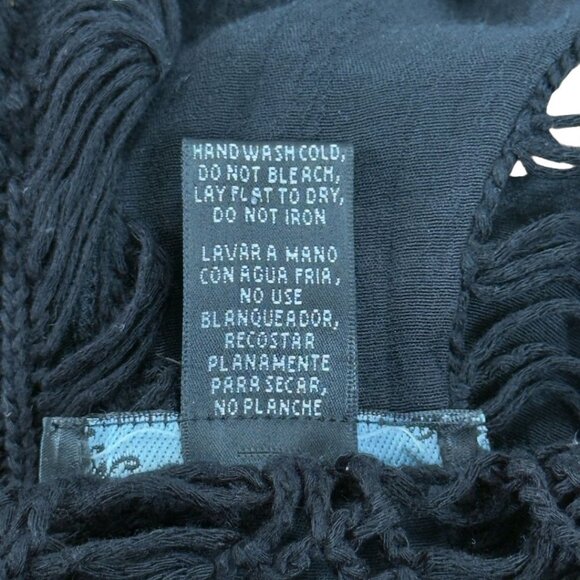 HAND WASH COLD,
DO NOT BLEACH,
LAY FLAT TO DRY,
DO NOT IRON
LAVAR A MANO
CON AGUA FRIA,
NO USE
BLANQUEADOR,
RECOSTAR
PLANAMENTE
PARA SECAR,
NO PLANCHE